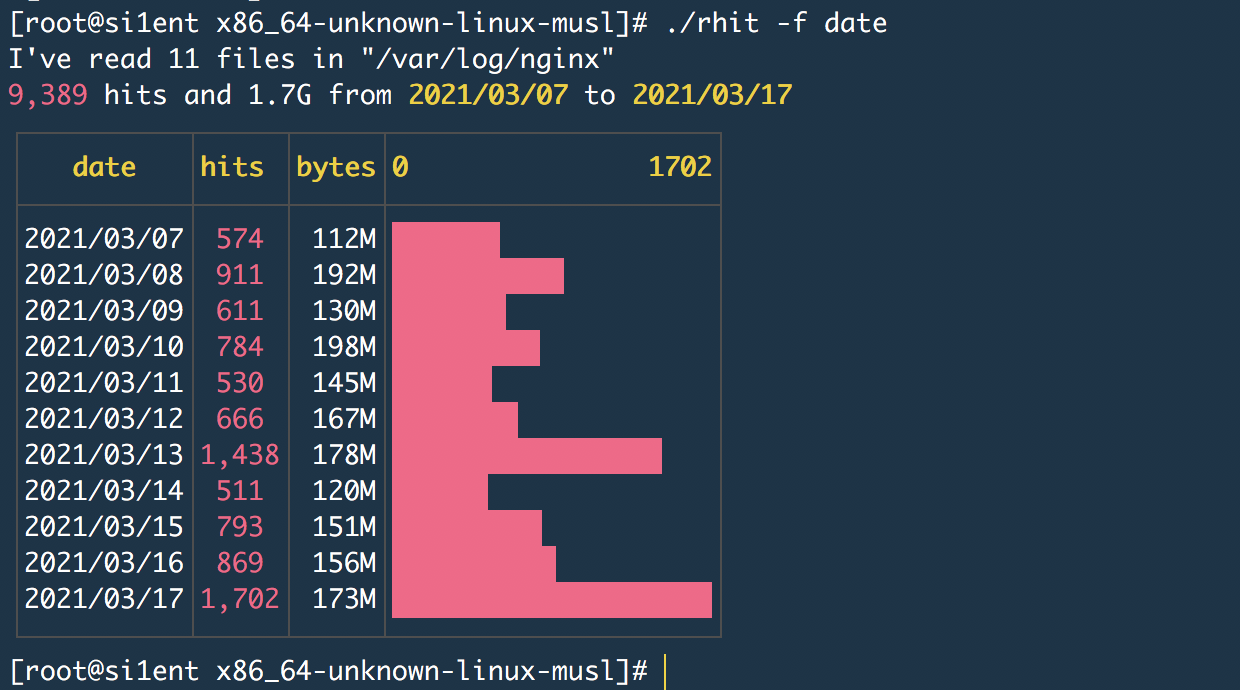 [root@si1ent x86_64-unknown-linux-musl]# ./rhit -f date
I've read 11 files in "/var/log/nginx"
9,389 hits and 1.7G from 2021/03/07 to 2021/03/17
date hits bytes 0 1702
2021/03/07 574 112M
2021/03/08 911 192M
2021/03/09 611 130M
2021/03/10 784 198M
2021/03/11 530 145M
2021/03/12 666 167M
2021/03/13 1,438 178M
2021/03/14 511 120M
2021/03/15 793 151M
2021/03/16 869 156M
2021/03/17 1,702 173M
[root@si1ent x86_64-unknown-linux-musl]#